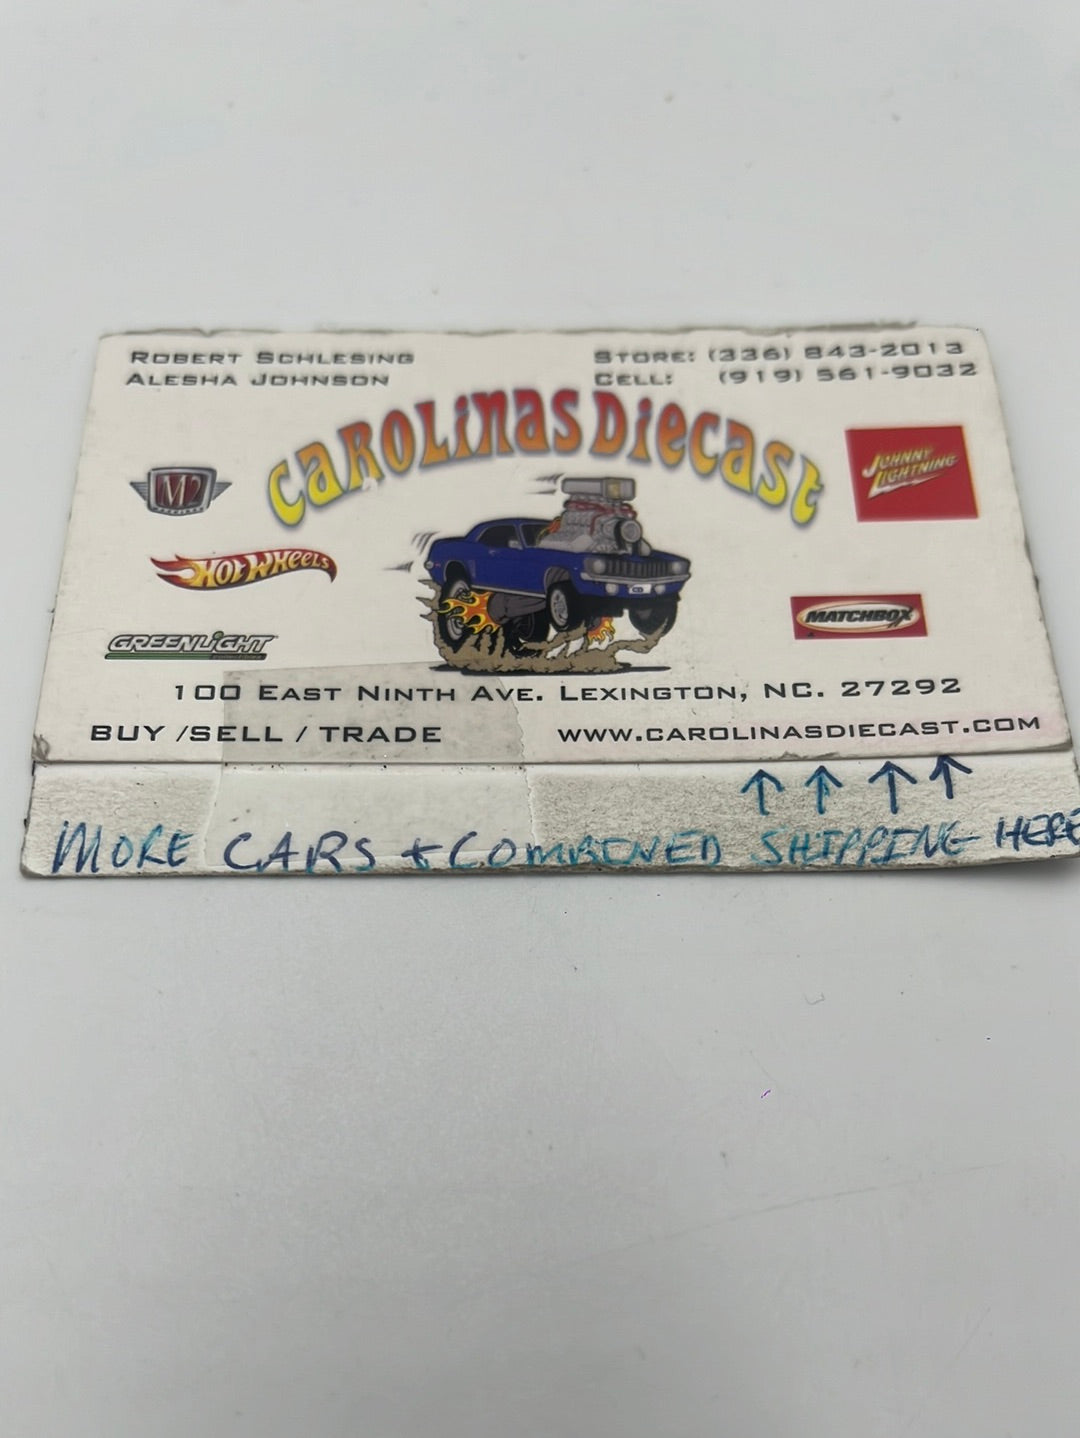 ROBERT SCHLESING
ALESHA JOHNSON
STORE: (336) 843-2013
CELL: (919) 561-9032
CAROLINAS DIECAST
M2
MACHINES
JOHNNY LIGHTNING
HOT WHEELS
GREENLIGHT
MATCHBOX
100 EAST NINTH AVE. LEXINGTON, NC. 27292
BUY /SELL / TRADE
WWW.CAROLINASDIECAST.COM
MORE CARS + COMBINED SHIPPING HERE